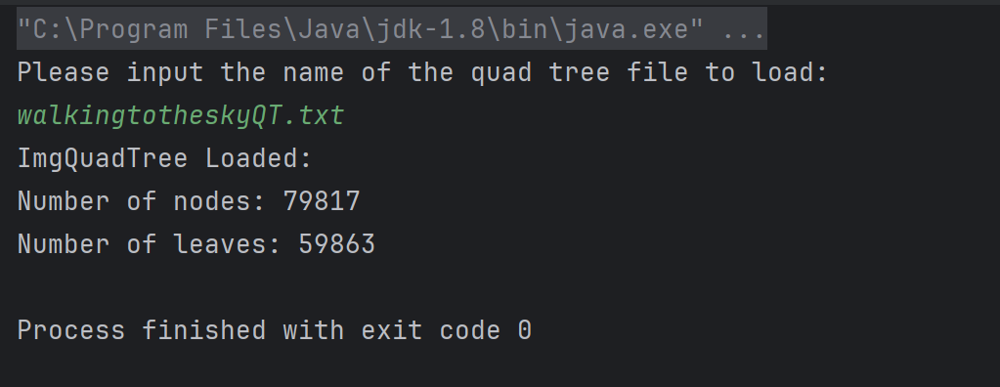 "C:\Program Files\Java\jdk-1.8\bin\java.exe" ...
Please input the name of the quad tree file to load:
walkingtotheskyQT.txt
ImgQuadTree Loaded:
Number of nodes: 79817
Number of leaves: 59863
Process finished with exit code 0